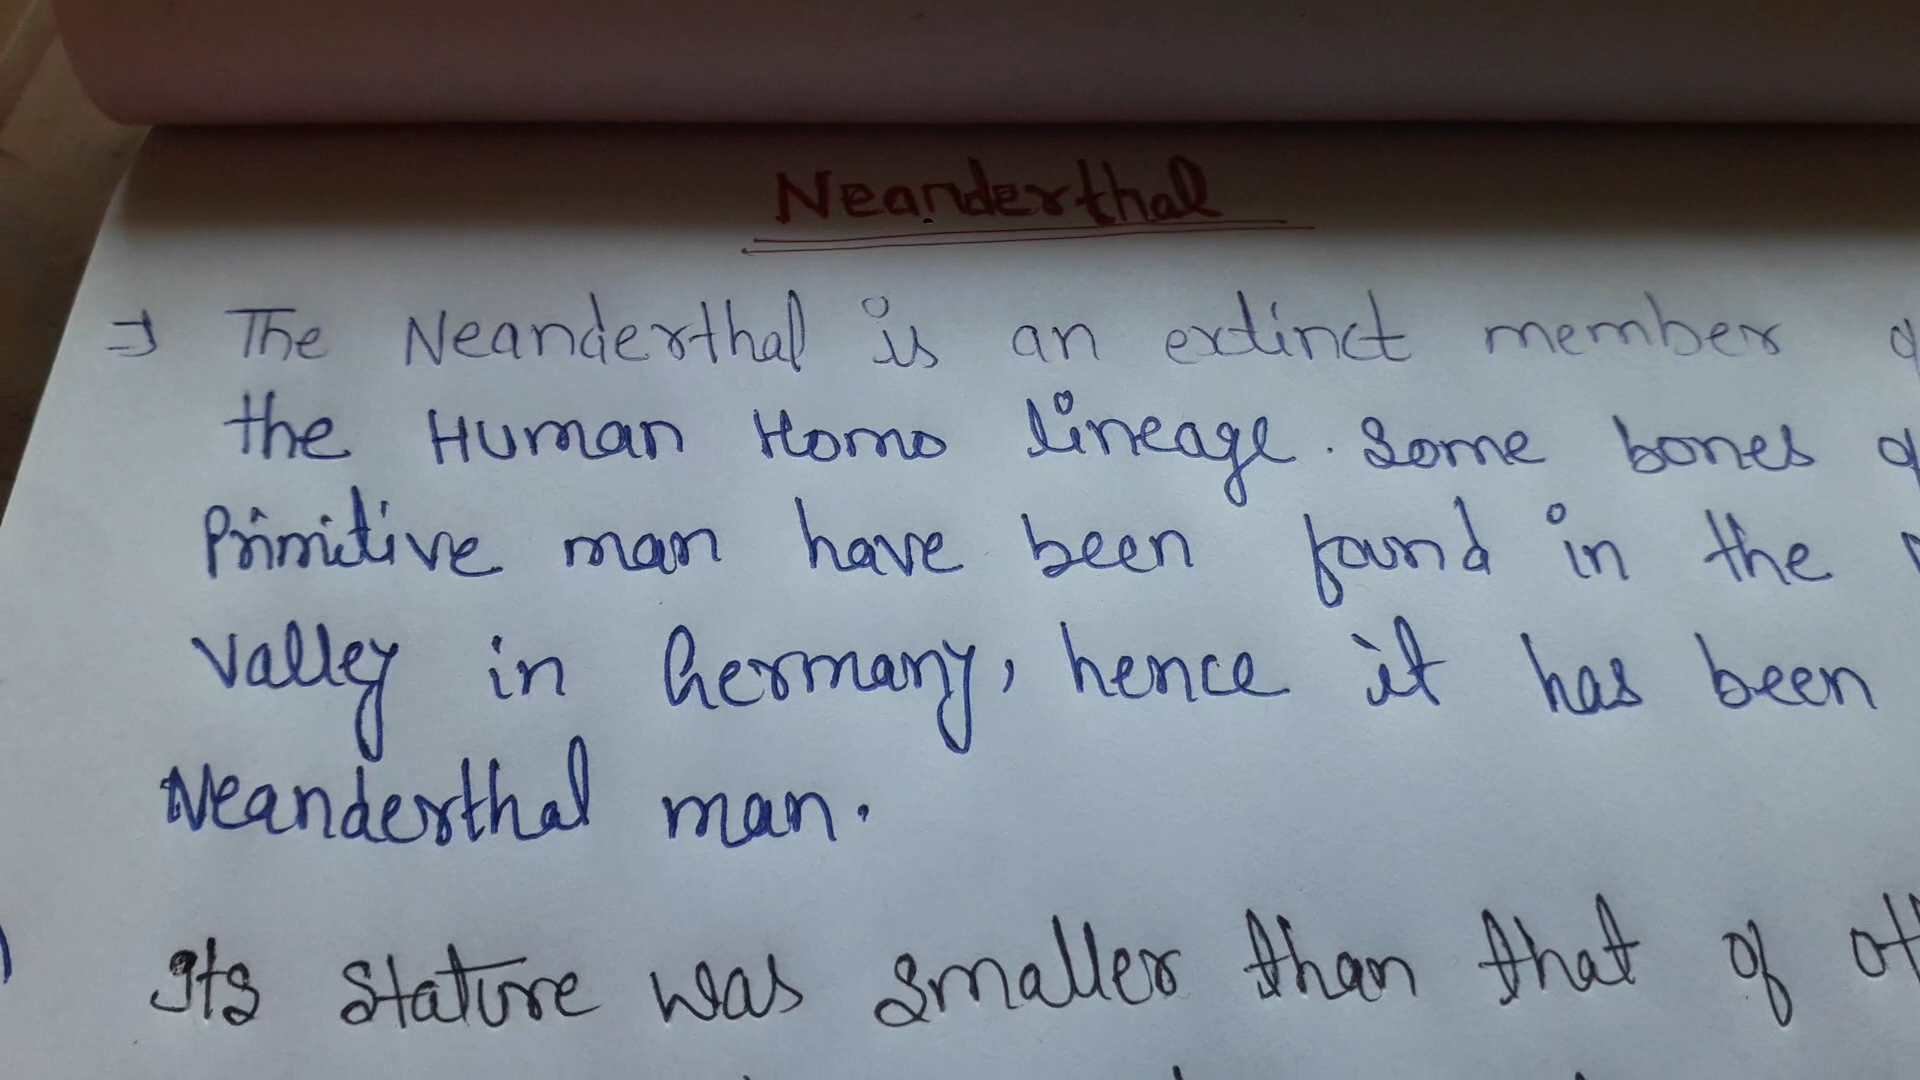 Neanderthal
⇒ The Neanderthal is an extinct member
the Human Homo lineage. Some bones
Primitive man have been found in the
Valley in Germany, hence it has been
Neanderthal man.
Its stature was smaller than that of